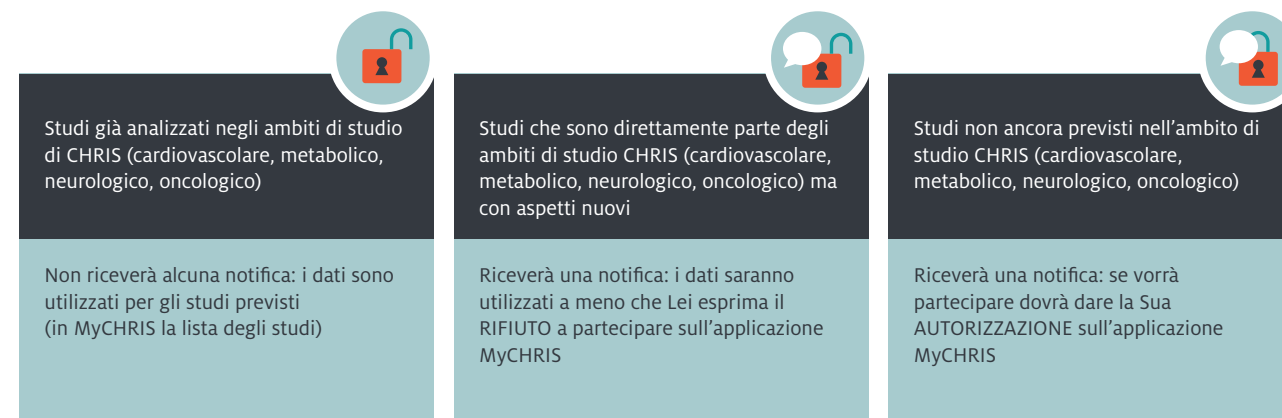 Studi già analizzati negli ambiti di studio
di CHRIS (cardiovascolare, metabolico,
neurologico, oncologico)
Non riceverà alcuna notifica: i dati sono
utilizzati per gli studi previsti
(in MyCHRIS la lista degli studi)
Studi che sono direttamente parte degli
ambiti di studio CHRIS (cardiovascolare,
metabolico, neurologico, oncologico) ma
con aspetti nuovi
Riceverà una notifica: i dati saranno
utilizzati a meno che Lei esprima il
RIFIUTO a partecipare sull’applicazione
MyCHRIS
Studi non ancora previsti nell’ambito di
studio CHRIS (cardiovascolare,
metabolico, neurologico, oncologico)
Riceverà una notifica: se vorrà
partecipare dovrà dare la Sua
AUTORIZZAZIONE sull’applicazione
MyCHRIS